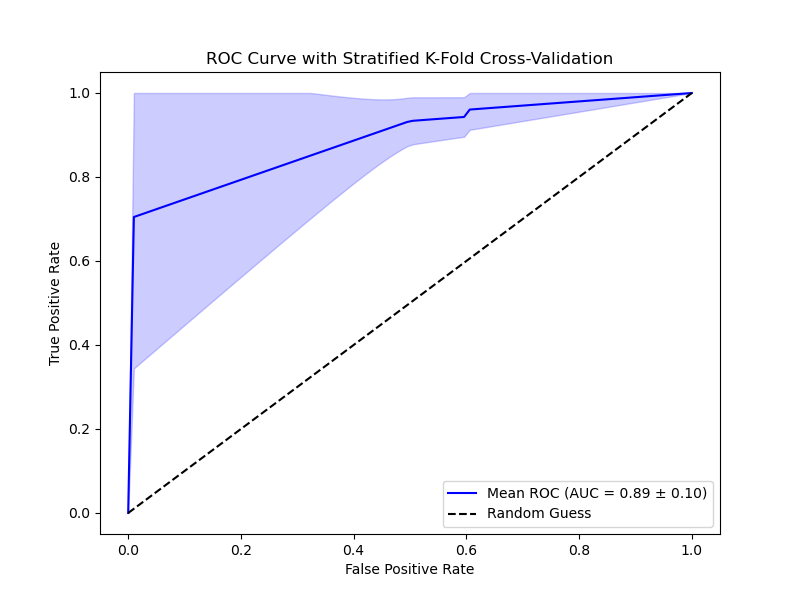 ROC Curve with Stratified K-Fold Cross-Validation
True Positive Rate
1.0
0.8
0.6
0.4
0.2
0.0
Mean ROC (AUC = 0.89 ± 0.10)
Random Guess
0.0 0.2 0.4 0.6 0.8 1.0
False Positive Rate